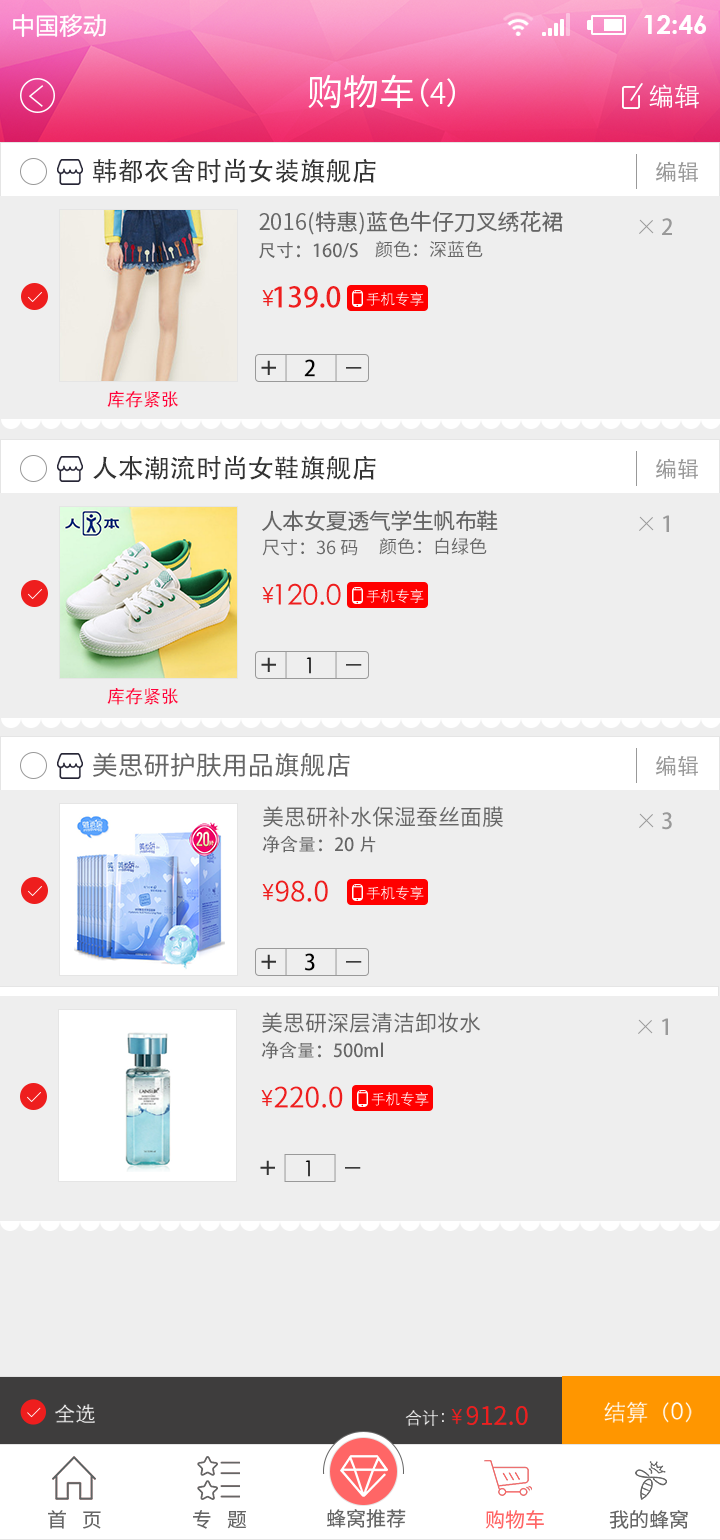 中国移动 12:46
购物车(4) 编辑
韩都衣舍时尚女装旗舰店 编辑
2016(特惠)蓝色牛仔刀叉绣花裙 × 2
尺寸：160/S 颜色：深蓝色
¥139.0 手机专享
+ 2 —
库存紧张
人本潮流时尚女鞋旗舰店 编辑
人本
人本女夏透气学生帆布鞋 × 1
尺寸：36 码 颜色：白绿色
¥120.0 手机专享
+ 1 —
库存紧张
美思研护肤用品旗舰店 编辑
20
美思研补水保湿蚕丝面膜 × 3
净含量：20 片
¥98.0 手机专享
+ 3 —
美思研深层清洁卸妆水 × 1
净含量：500ml
¥220.0 手机专享
+ 1 —
全选 合计：¥912.0 结算（0）
首 页 专 题 蜂窝推荐 购物车 我的蜂窝